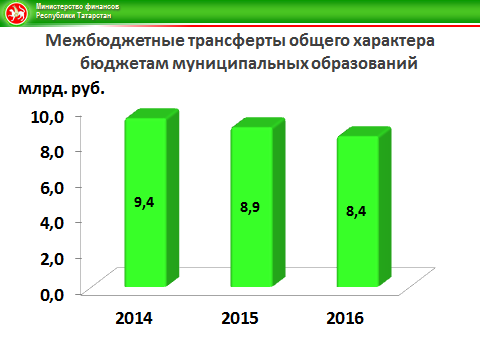 Министерство финансов
Республики Татарстан
Межбюджетные трансферты общего характера
бюджетам муниципальных образований
млрд. руб.
10,0
8,0
6,0
4,0
2,0
0,0
9,4
8,9
8,4
2014
2015
2016